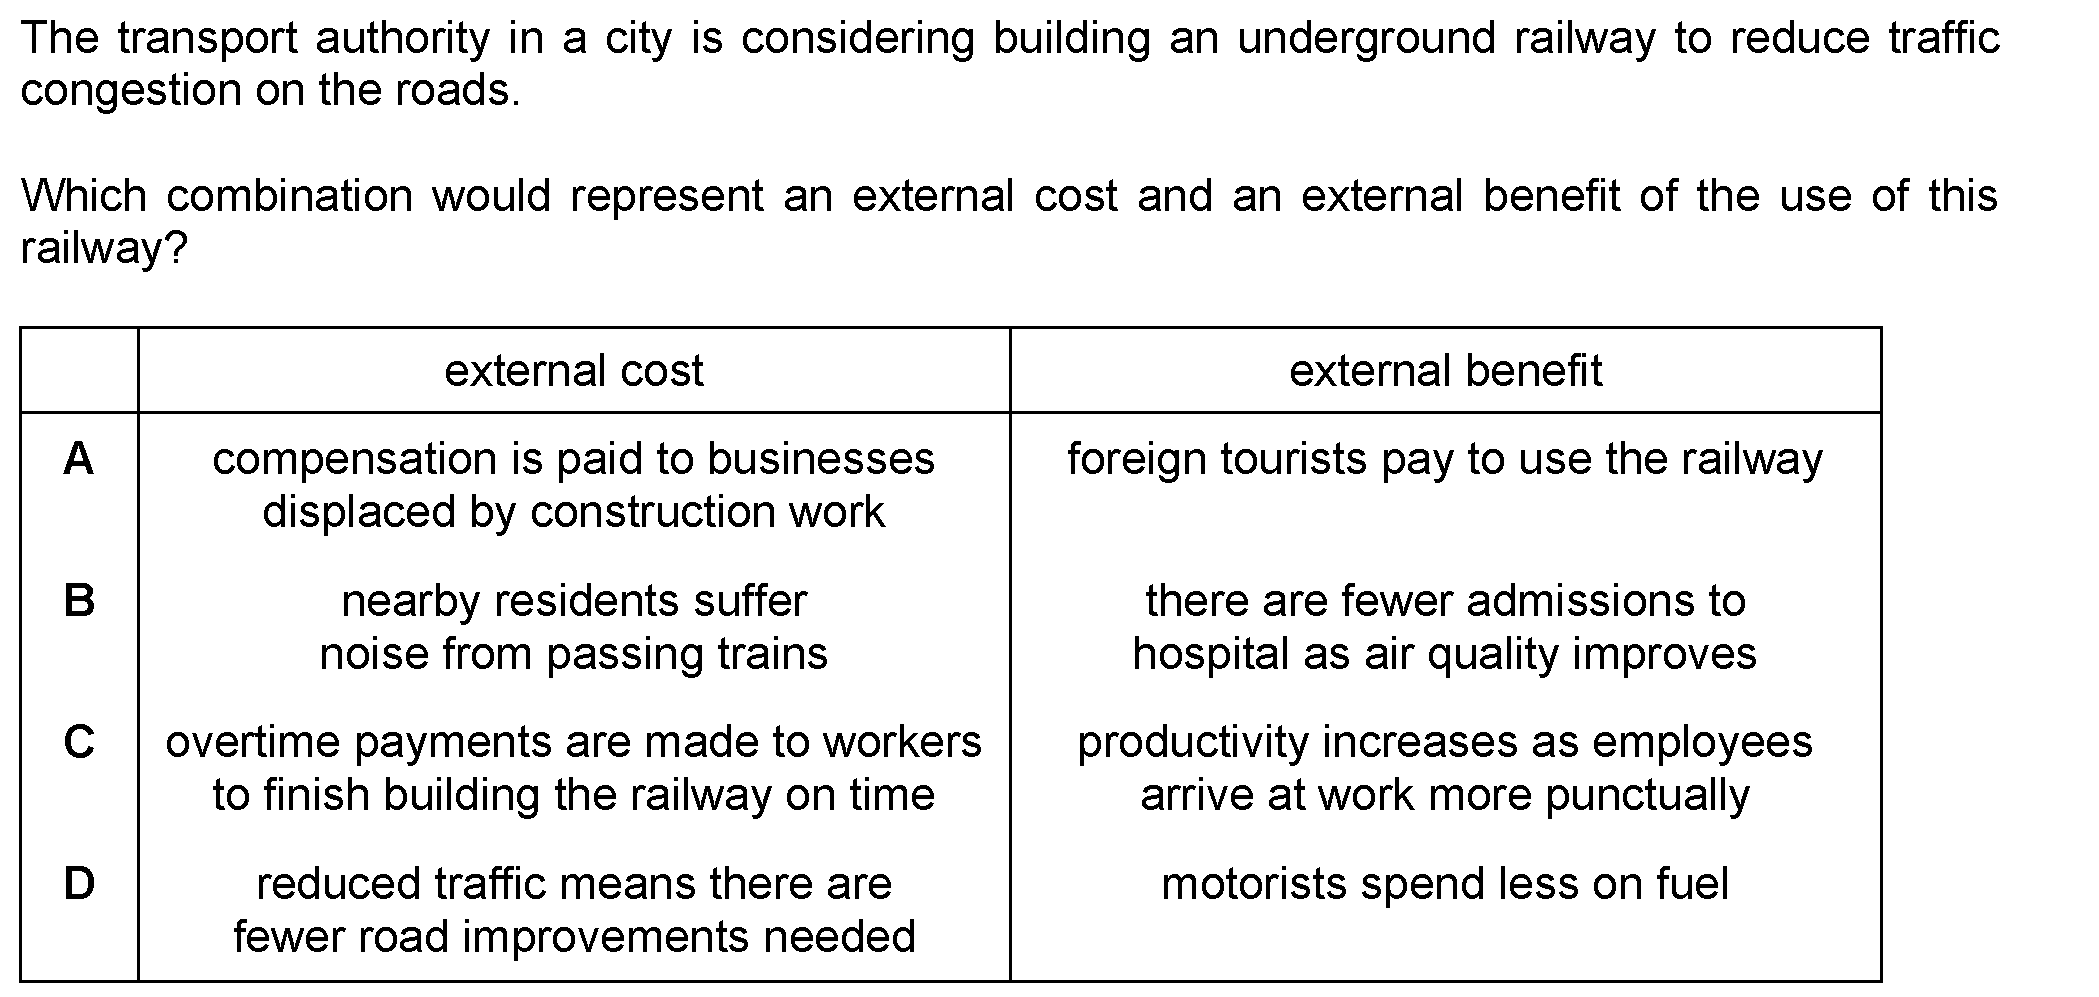 The transport authority in a city is considering building an underground railway to reduce traffic
congestion on the roads.
Which combination would represent an external cost and an external benefit of the use of this
railway?
external cost
external benefit
A
compensation is paid to businesses
displaced by construction work
foreign tourists pay to use the railway
B
nearby residents suffer
noise from passing trains
there are fewer admissions to
hospital as air quality improves
C
overtime payments are made to workers
to finish building the railway on time
productivity increases as employees
arrive at work more punctually
D
reduced traffic means there are
fewer road improvements needed
motorists spend less on fuel